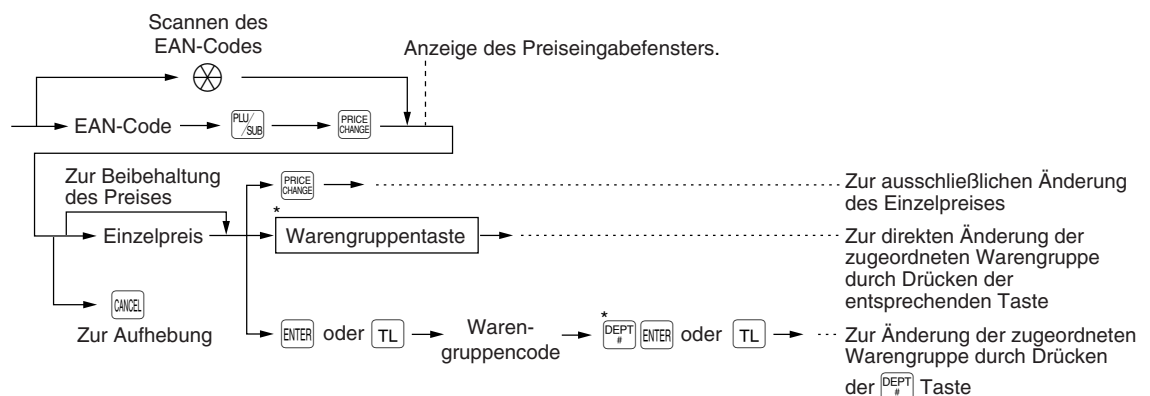 Scannen des
EAN-Codes
Anzeige des Preiseingabefensters.
EAN-Code PLU/SUB PRICE CHANGE
Zur Beibehaltung
des Preises
PRICE CHANGE
Zur ausschließlichen Änderung
des Einzelpreises
*
Einzelpreis Warengruppentaste
Zur direkten Änderung der
zugeordneten Warengruppe
durch Drücken der
entsprechenden Taste
CANCEL
Zur Aufhebung
ENTER oder TL
Waren-
gruppencode
*
DEPT # ENTER oder TL
Zur Änderung der zugeordneten
Warengruppe durch Drücken
der DEPT # Taste